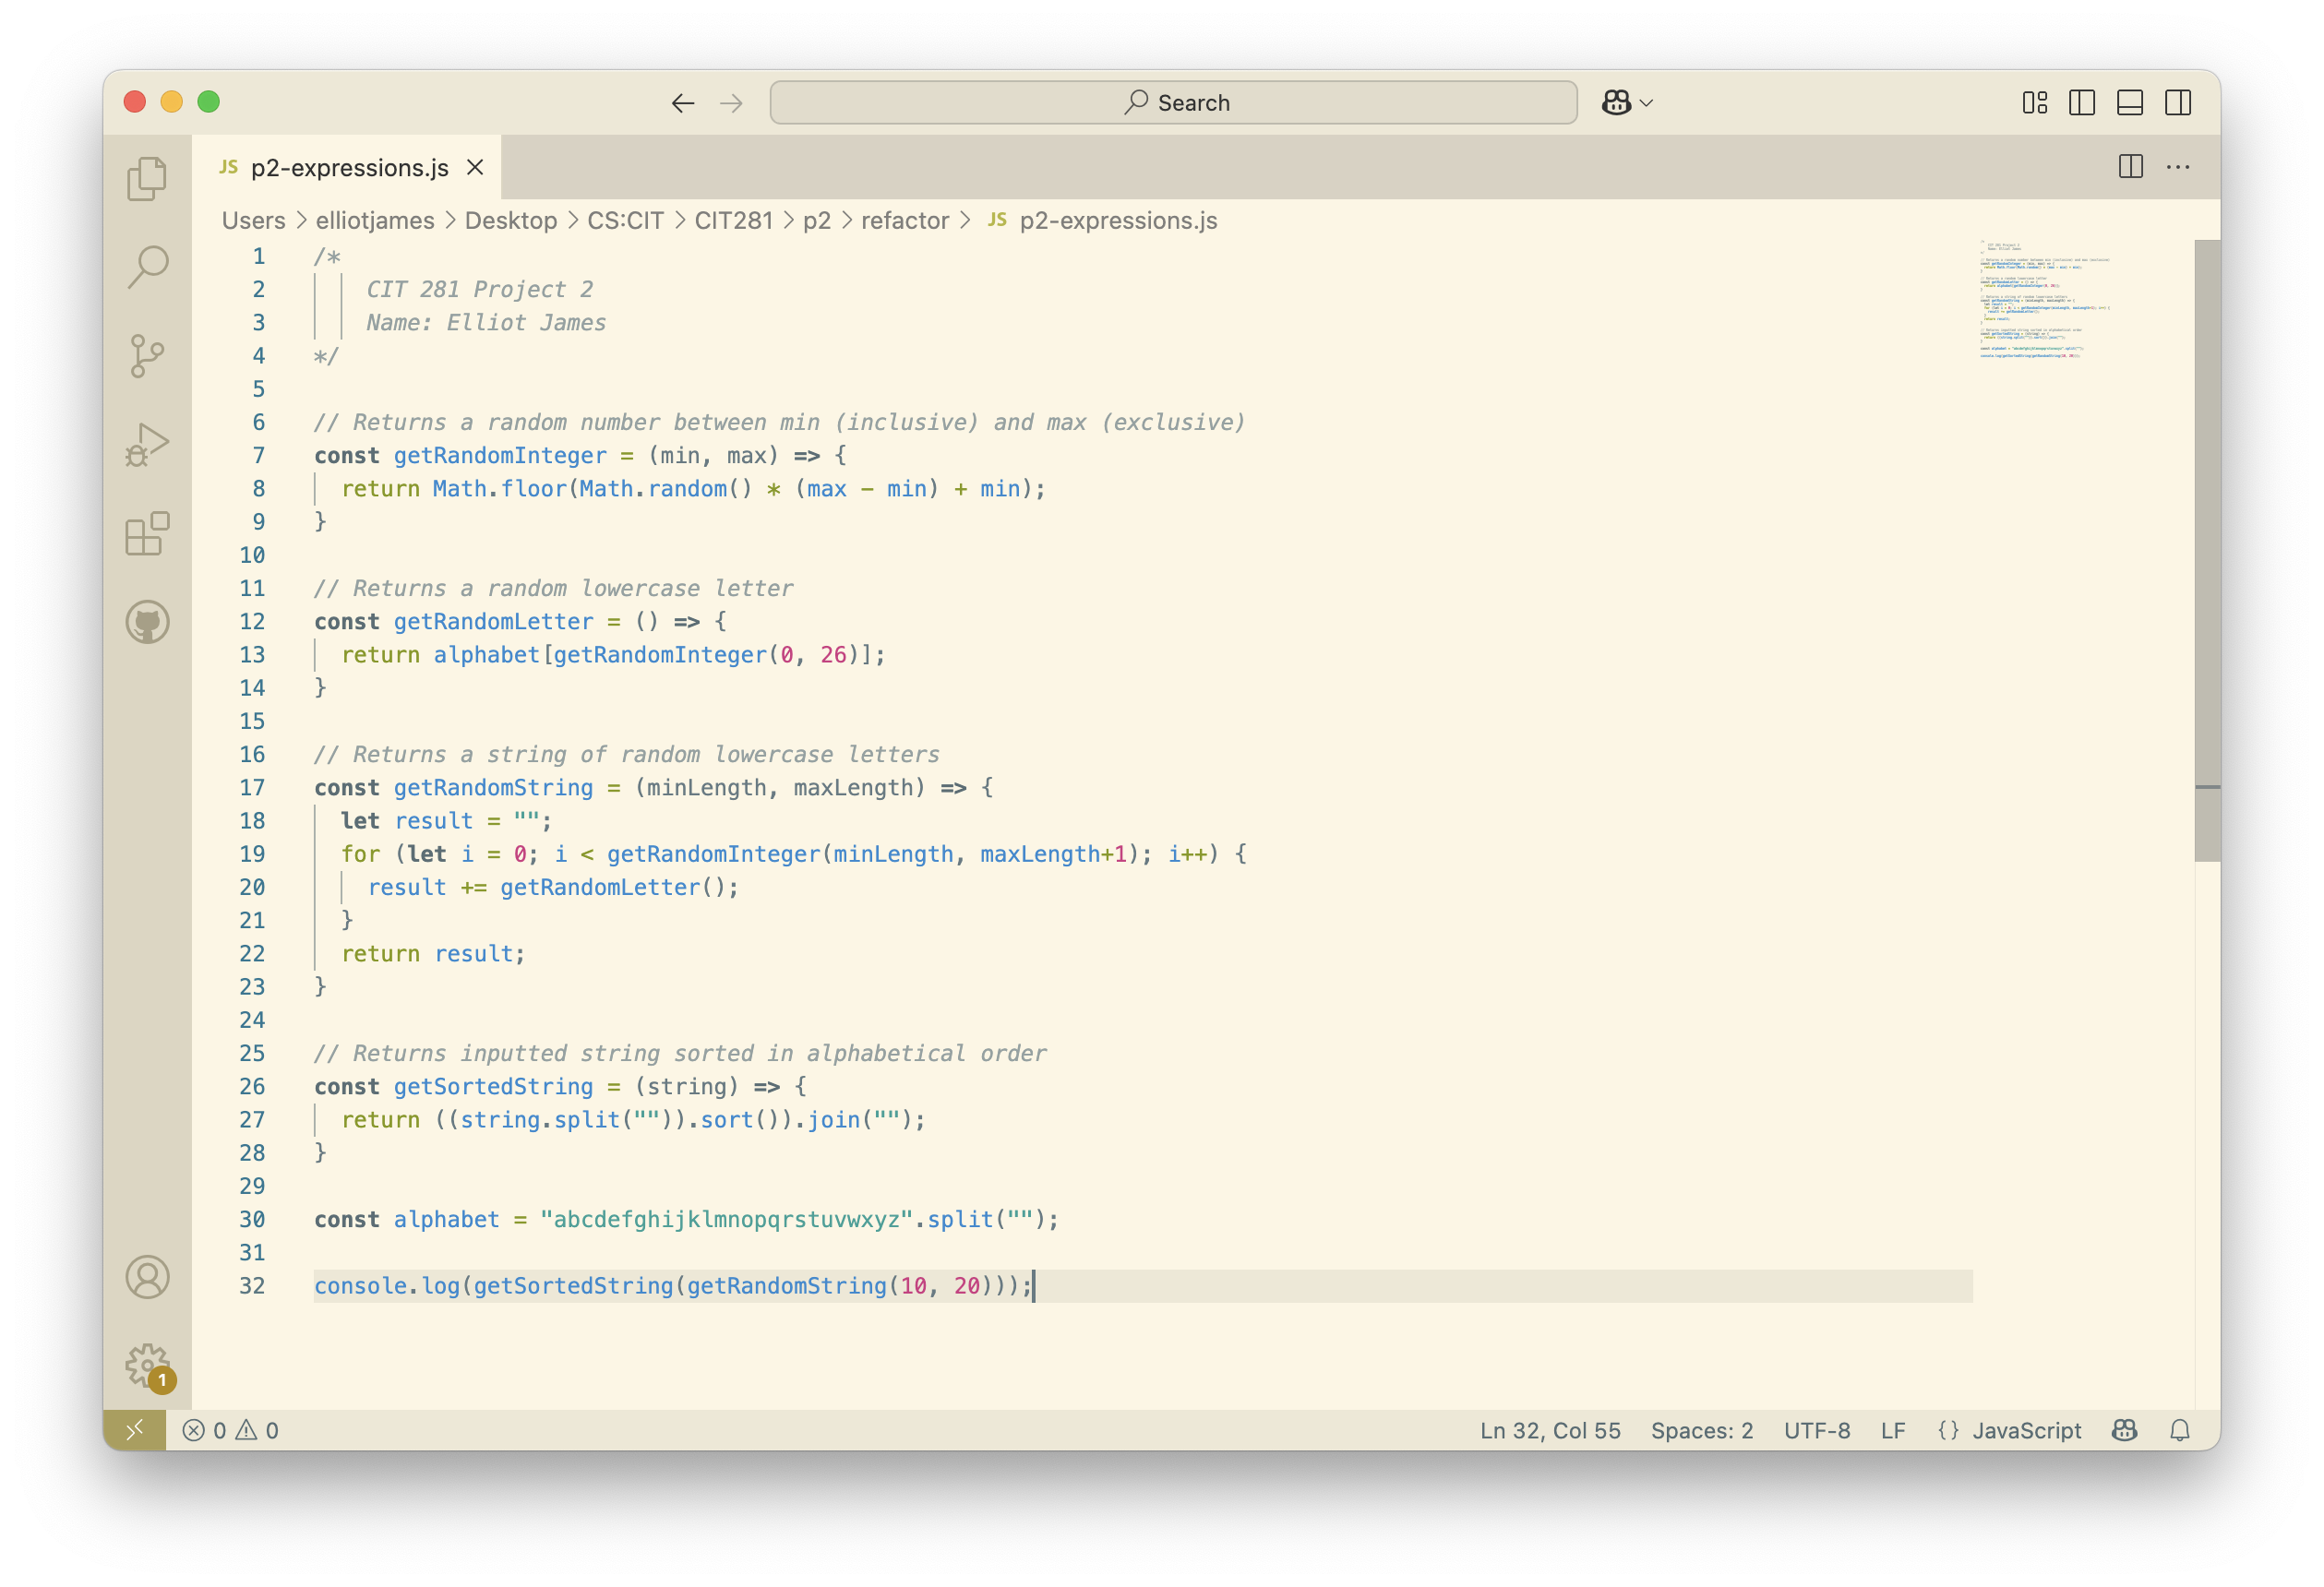 Search
JS p2-expressions.js
Users > elliotjames > Desktop > CS:CIT > CIT281 > p2 > refactor > JS p2-expressions.js
1 /*
2     CIT 281 Project 2
3     Name: Elliot James
4 */
5
6 // Returns a random number between min (inclusive) and max (exclusive)
7 const getRandomInteger = (min, max) => {
8   return Math.floor(Math.random() * (max - min) + min);
9 }
10
11 // Returns a random lowercase letter
12 const getRandomLetter = () => {
13   return alphabet[getRandomInteger(0, 26)];
14 }
15
16 // Returns a string of random lowercase letters
17 const getRandomString = (minLength, maxLength) => {
18   let result = "";
19   for (let i = 0; i < getRandomInteger(minLength, maxLength+1); i++) {
20     result += getRandomLetter();
21   }
22   return result;
23 }
24
25 // Returns inputted string sorted in alphabetical order
26 const getSortedString = (string) => {
27   return ((string.split("")).sort()).join("");
28 }
29
30 const alphabet = "abcdefghijklmnopqrstuvwxyz".split("");
31
32 console.log(getSortedString(getRandomString(10, 20)));
1
0 0 Ln 32, Col 55 Spaces: 2 UTF-8 LF {} JavaScript